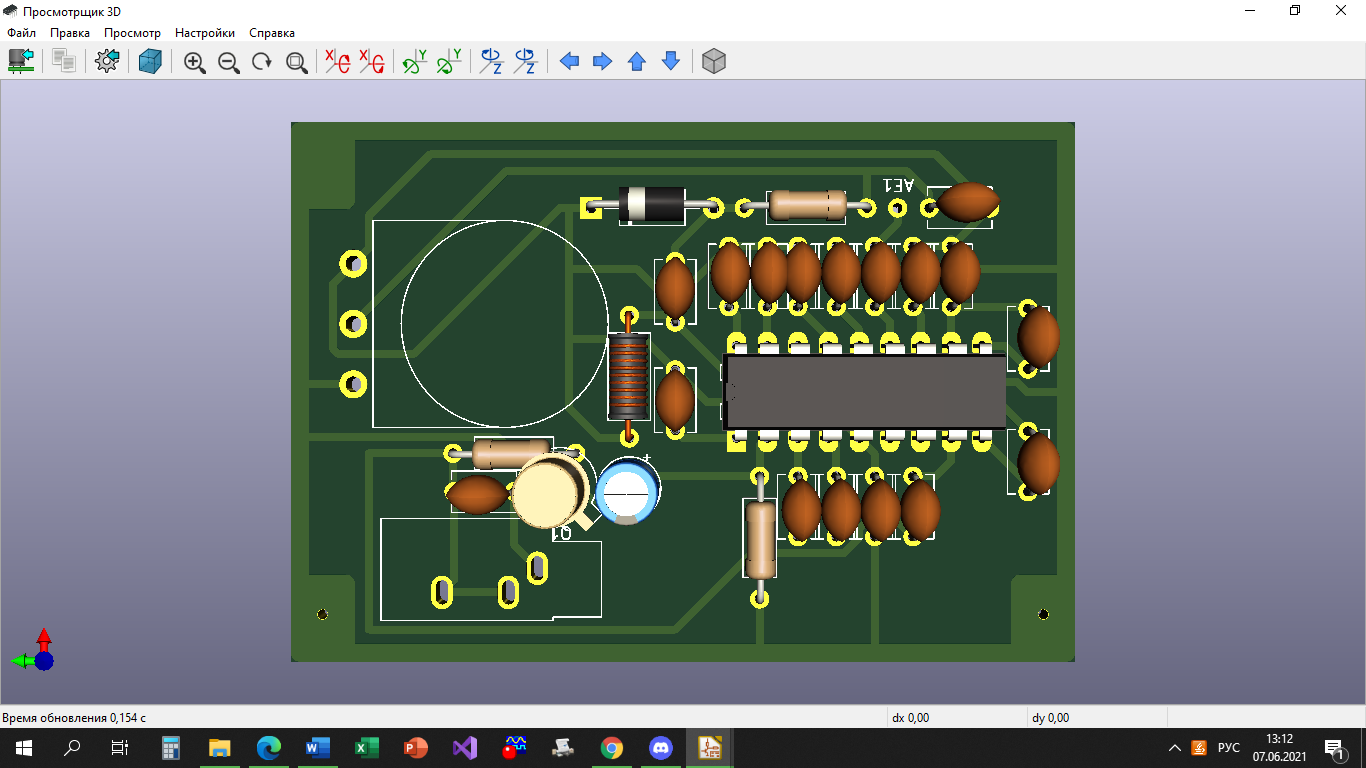 Просмотрщик 3D
Файл Правка Просмотр Настройки Справка
X X Y Y Z Z
AE1
+
Q1
Время обновления 0,154 с dx 0,00 dy 0,00
РУС 13:12
07.06.2021
1